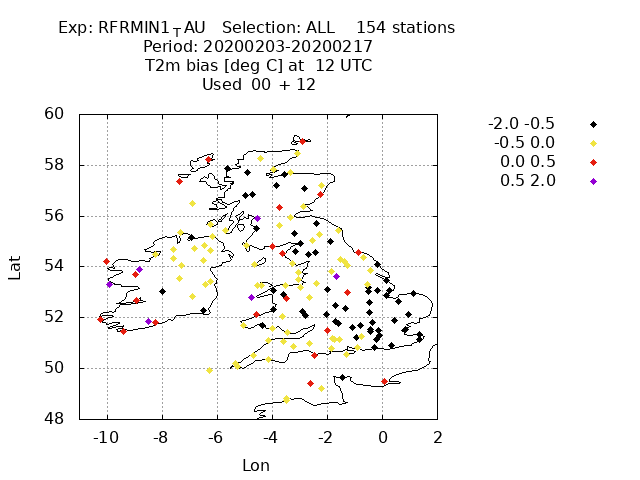 Exp: RFRMIN1TAU Selection: ALL 154 stations
Period: 20200203-20200217
T2m bias [deg C] at 12 UTC
Used 00 + 12
-2.0 -0.5
-0.5 0.0
0.0 0.5
0.5 2.0
60
58
56
54
52
50
48
Lat
-10 -8 -6 -4 -2 0 2
Lon